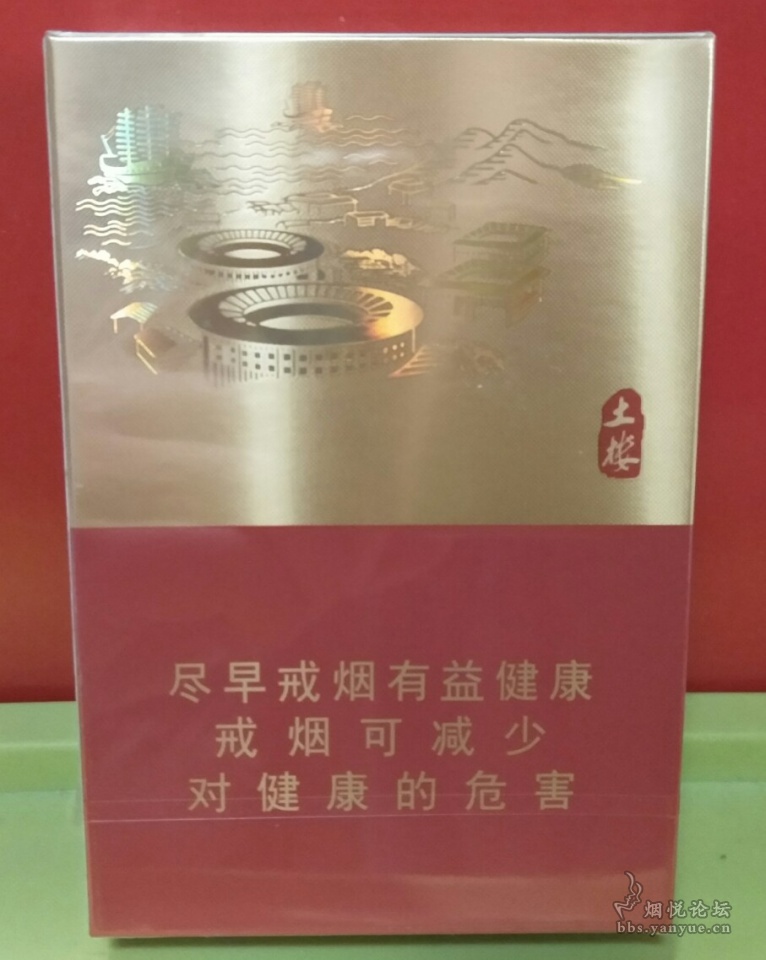 土楼
尽早戒烟有益健康
戒烟可减少
对健康的危害
烟悦论坛
bbs.yanyue.cn